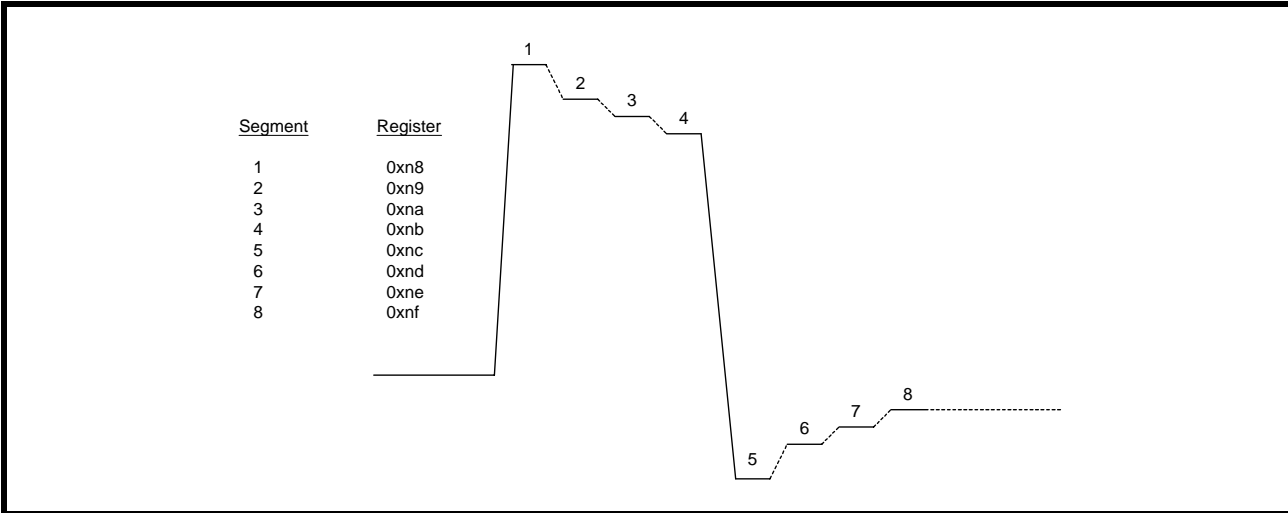 1
2
3
4
Segment Register
1 0xn8
2 0xn9
3 0xna
4 0xnb
5 0xnc
6 0xnd
7 0xne
8 0xnf
8
7
6
5